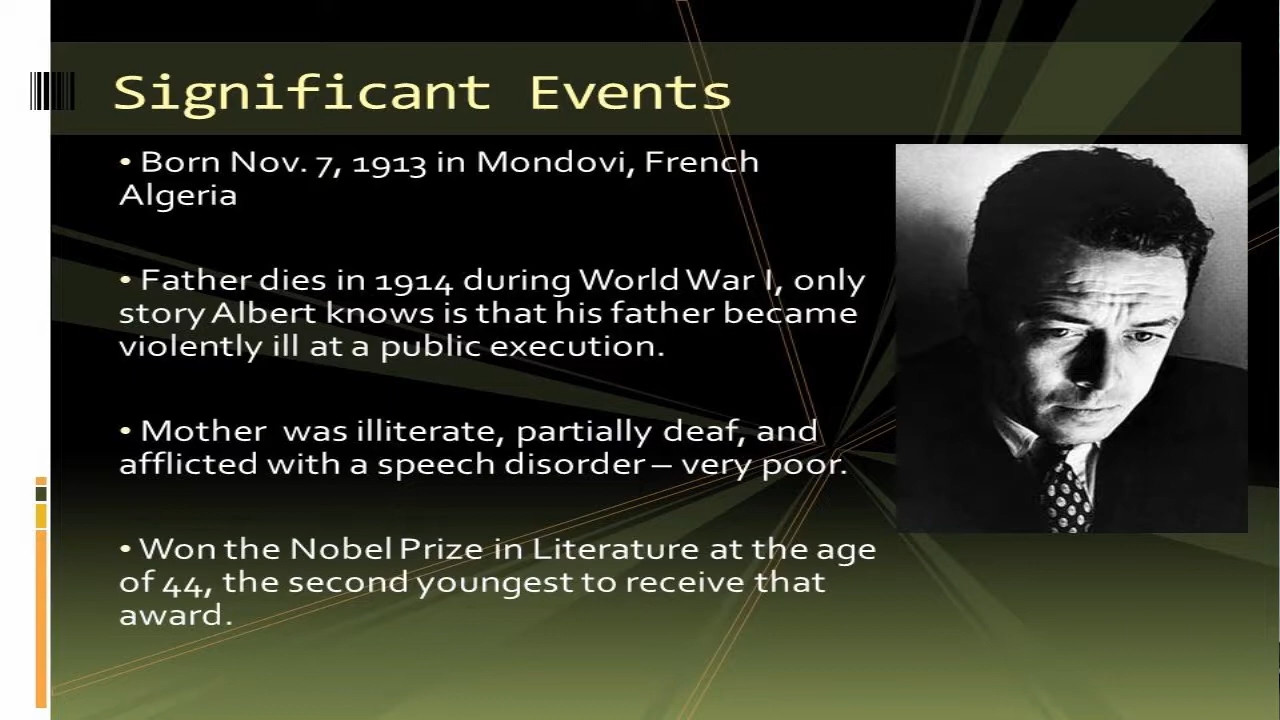 Significant Events
• Born Nov. 7, 1913 in Mondovi, French
Algeria
• Father dies in 1914 during World War I, only
story Albert knows is that his father became
violently ill at a public execution.
• Mother  was illiterate, partially deaf, and
afflicted with a speech disorder – very poor.
• Won the Nobel Prize in Literature at the age
of 44, the second youngest to receive that
award.